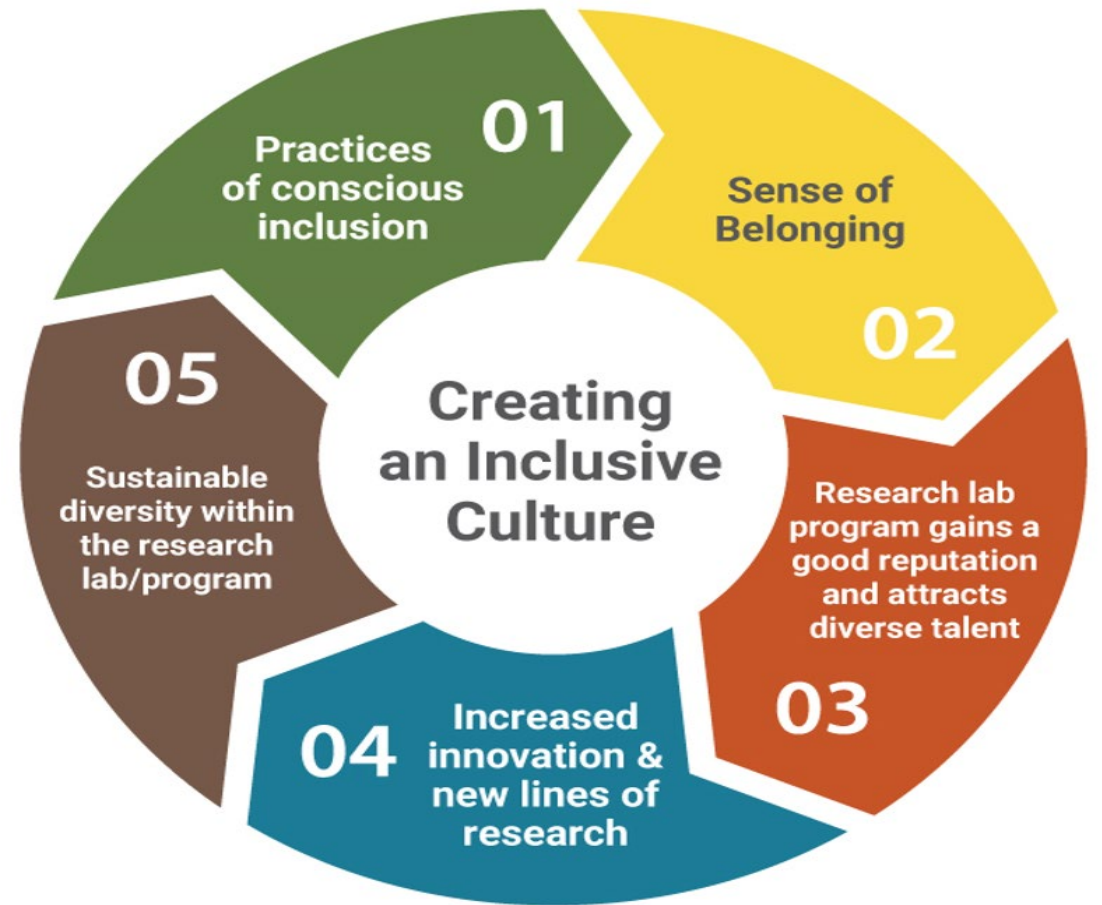 Creating
an Inclusive
Culture
01
Practices
of conscious
inclusion
Sense of
Belonging
02
Research lab
program gains a
good reputation
and attracts
diverse talent
03
04
Increased
innovation &
new lines of
research
05
Sustainable
diversity within
the research
lab/program